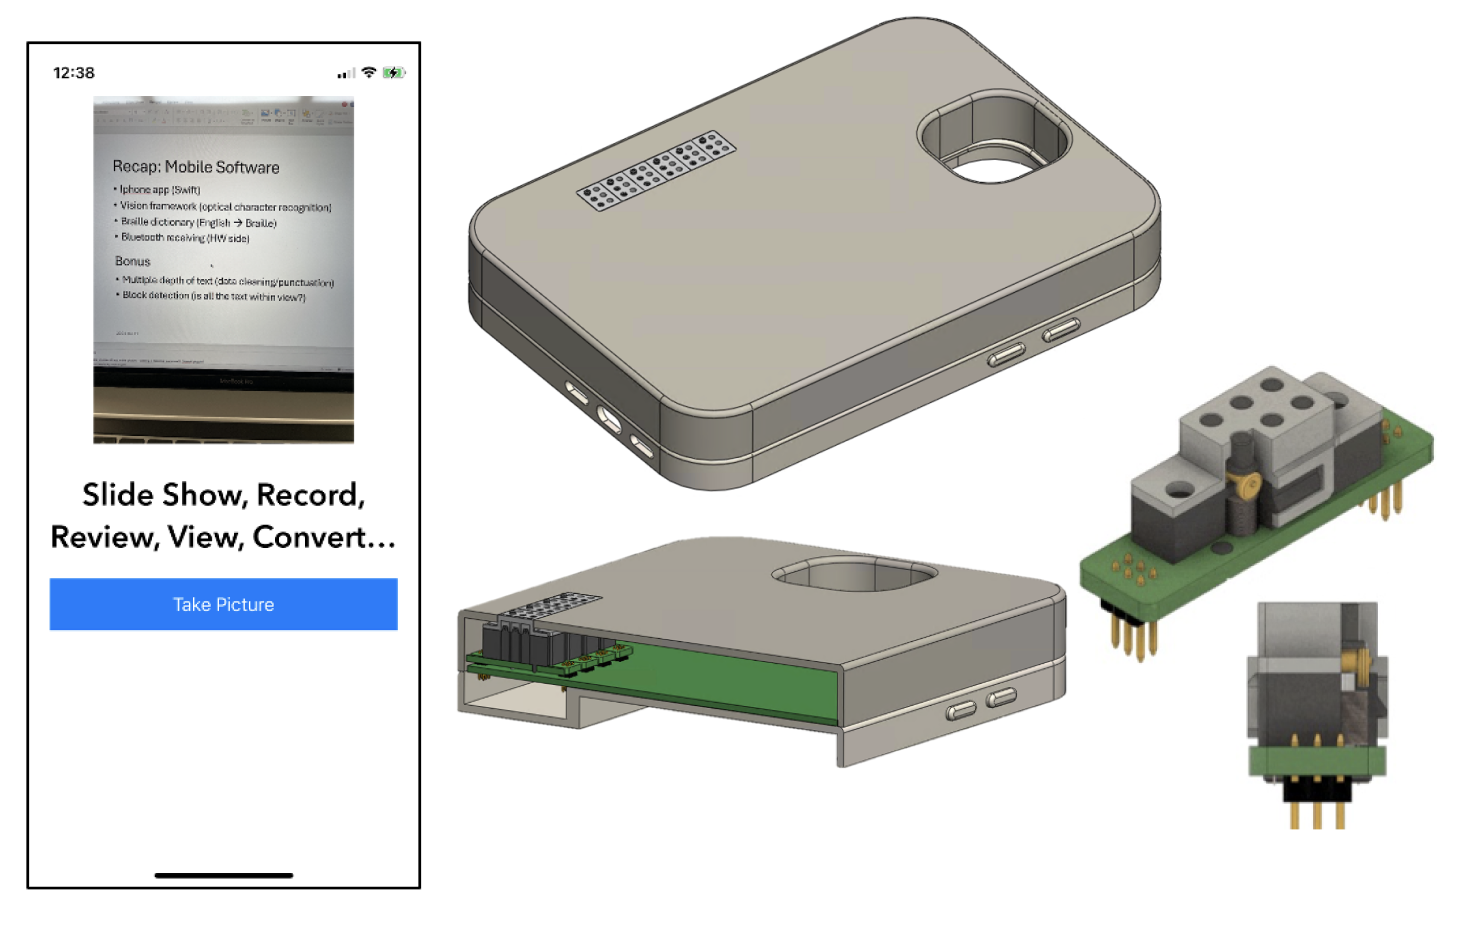 12:38
Recap: Mobile Software
• Iphone app (Swift)
• Vision framework (optical character recognition)
• Braille dictionary (English → Braille)
• Bluetooth receiving (HW side)
Bonus
• Multiple depth of text (data cleaning/punctuation)
• Block detection (is all the text within view?)
MacBook Pro
Slide Show, Record,
Review, View, Convert...
Take Picture